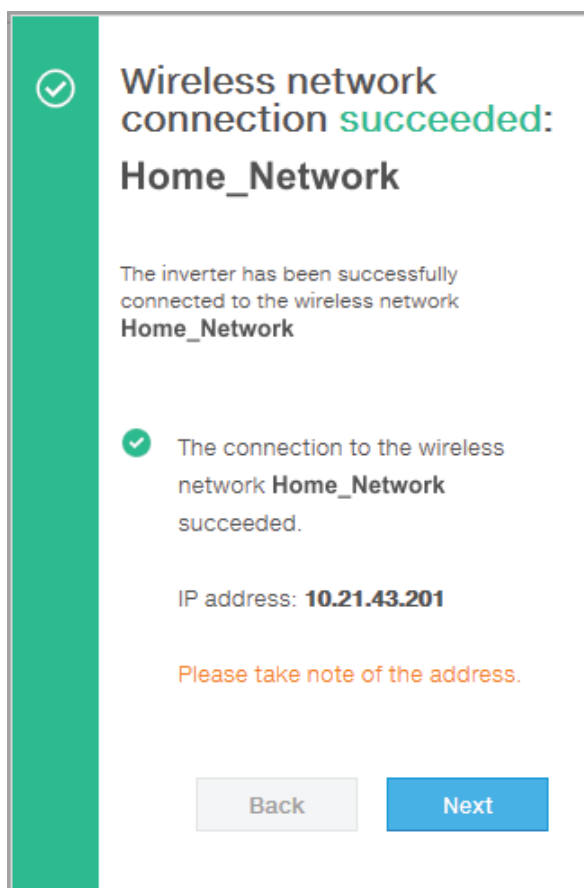 Wireless network
connection succeeded:
Home_Network
The inverter has been successfully
connected to the wireless network
Home_Network
The connection to the wireless
network Home_Network
succeeded.
IP address: 10.21.43.201
Please take note of the address.
Back
Next